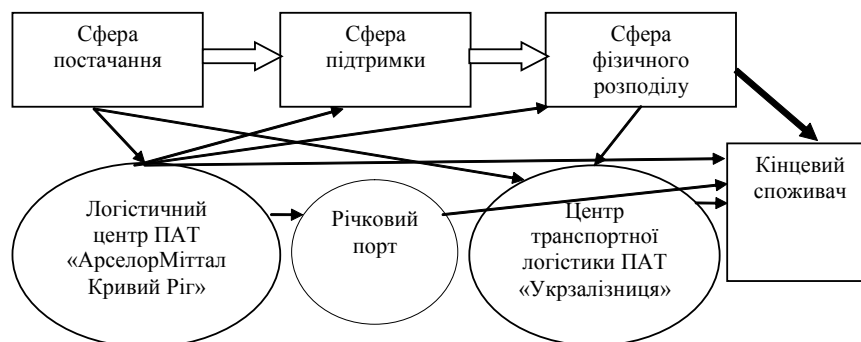 Сфера
постачання
Сфера
підтримки
Сфера
фізичного
розподілу
Кінцевий
споживач
Логістичний
центр ПАТ
«АрселорМіттал
Кривий Ріг»
Річковий
порт
Центр
транспортної
логістики ПАТ
«Укрзалізниця»